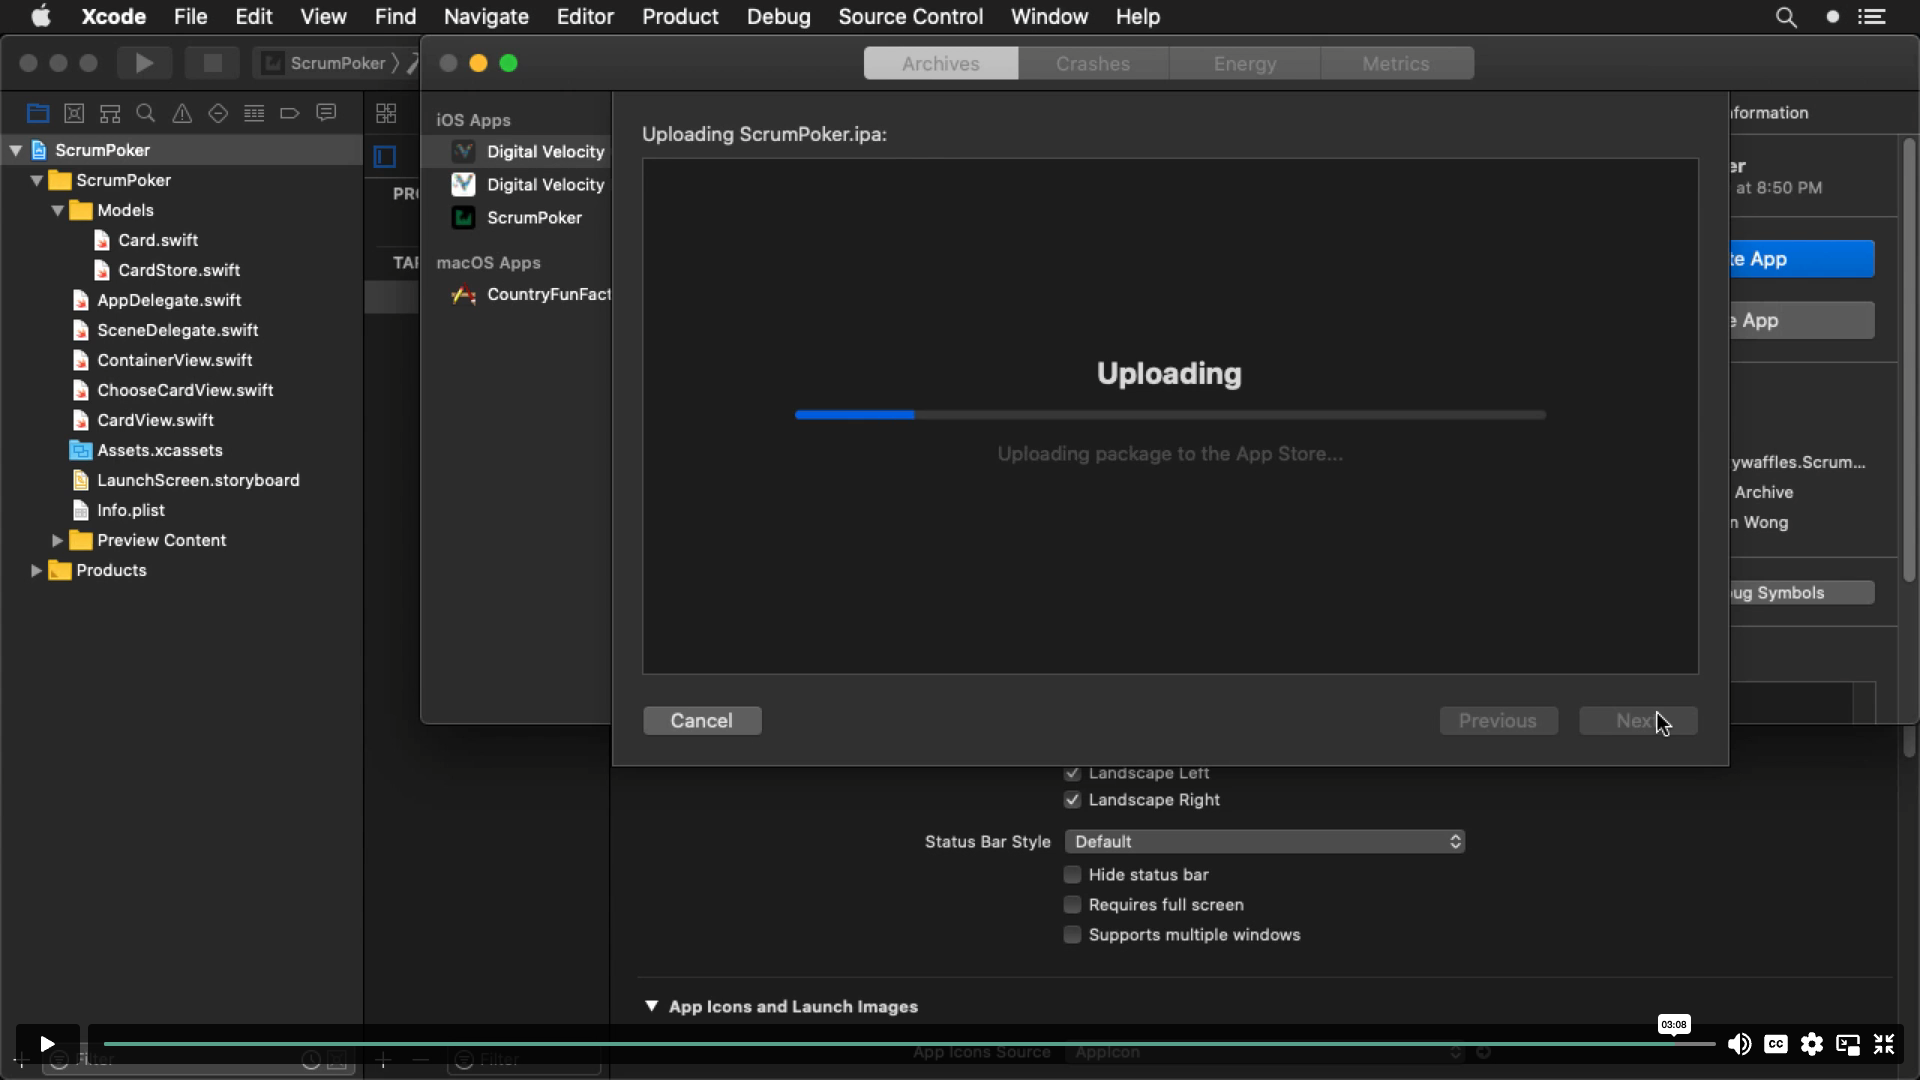 Xcode File Edit View Find Navigate Editor Product Debug Source Control Window Help
ScrumPoker
Archives Crashes Energy Metrics
ScrumPoker
ScrumPoker
Models
Card.swift
CardStore.swift
AppDelegate.swift
SceneDelegate.swift
ContainerView.swift
ChooseCardView.swift
CardView.swift
Assets.xcassets
LaunchScreen.storyboard
Info.plist
Preview Content
Products
Filter
PRO
TAR
iOS Apps
Digital Velocity
Digital Velocity
ScrumPoker
macOS Apps
CountryFunFact
Uploading ScrumPoker.ipa:
Uploading
Uploading package to the App Store...
Cancel Previous Nex
formation
er
at 8:50 PM
te App
e App
ywaffles.Scrum...
Archive
n Wong
ug Symbols
Landscape Left
Landscape Right
Status Bar Style Default
Hide status bar
Requires full screen
Supports multiple windows
App Icons and Launch Images
App Icons Source AppIcon
Filter
03:08
CC